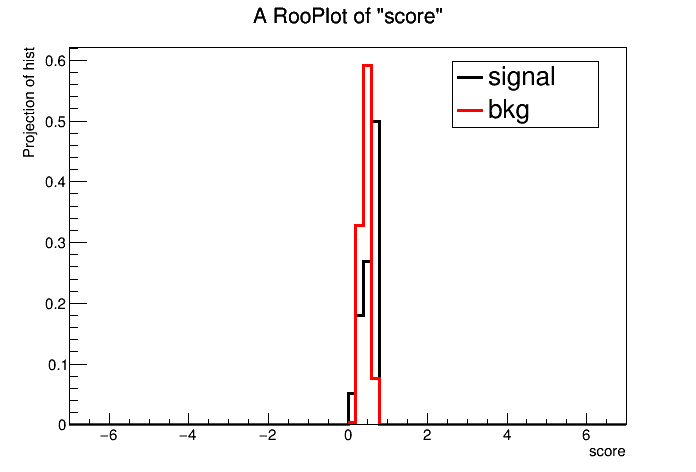 A RooPlot of "score"
Projection of hist
0.6
0.5
0.4
0.3
0.2
0.1
0
signal
bkg
−6 −4 −2 0 2 4 6
score